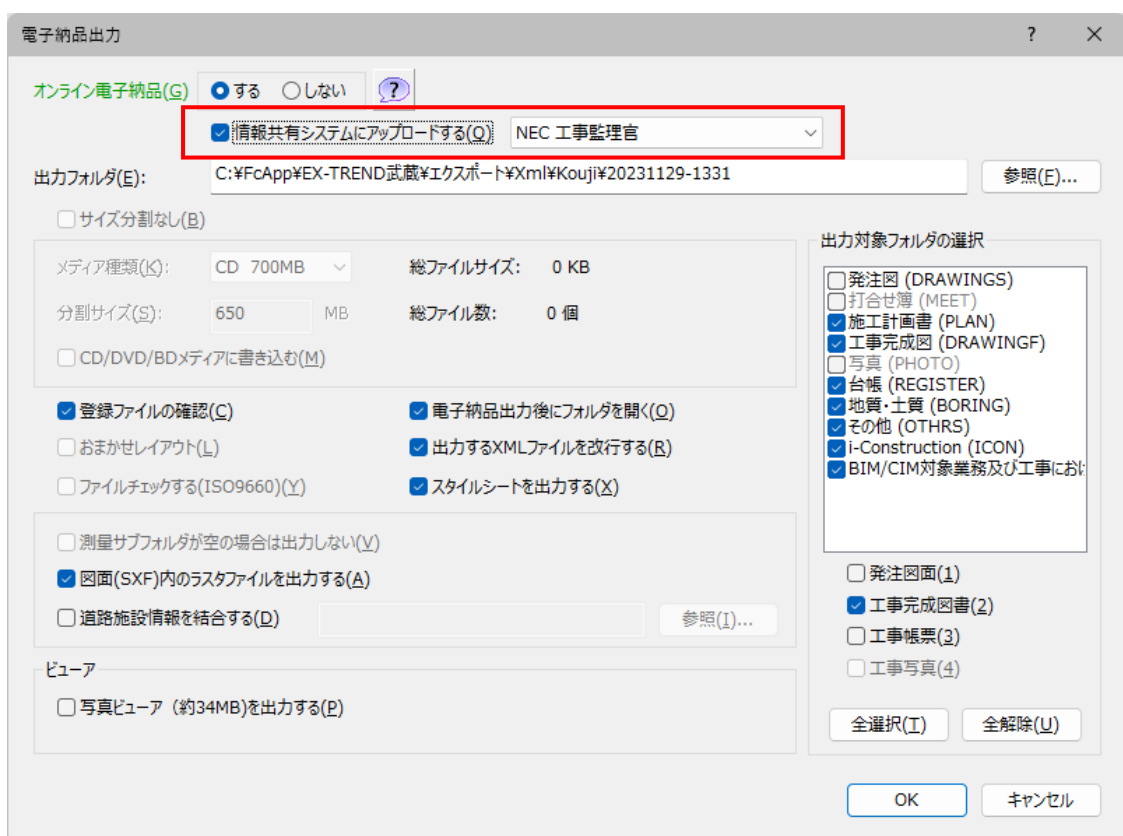 電子納品出力
オンライン電子納品(G) する しない
情報共有システムにアップロードする(Q) NEC 工事監理官
出力フォルダ(E): C:¥FcApp¥EX-TREND武蔵¥エクスポート¥Xml¥Kouji¥20231129-1331 参照(F)...
サイズ分割なし(B)
メディア種類(K): CD 700MB 総ファイルサイズ: 0 KB
分割サイズ(S): 650 MB 総ファイル数: 0 個
CD/DVD/BDメディアに書き込む(M)
登録ファイルの確認(C) 電子納品出力後にフォルダを開く(O)
おまかせレイアウト(L) 出力するXMLファイルを改行する(R)
ファイルチェックする(ISO9660)(Y) スタイルシートを出力する(X)
測量サブフォルダが空の場合は出力しない(V)
図面(SXF)内のラスタファイルを出力する(A)
道路施設情報を結合する(D) 参照(I)...
ビューア
写真ビューア（約34MB)を出力する(P)
出力対象フォルダの選択
発注図 (DRAWINGS)
打合せ簿 (MEET)
施工計画書 (PLAN)
工事完成図 (DRAWINGF)
写真 (PHOTO)
台帳 (REGISTER)
地質・土質 (BORING)
その他 (OTHRS)
i-Construction (ICON)
BIM/CIM対象業務及び工事におけ
発注図面(1)
工事完成図書(2)
工事帳票(3)
工事写真(4)
全選択(T) 全解除(U)
OK キャンセル